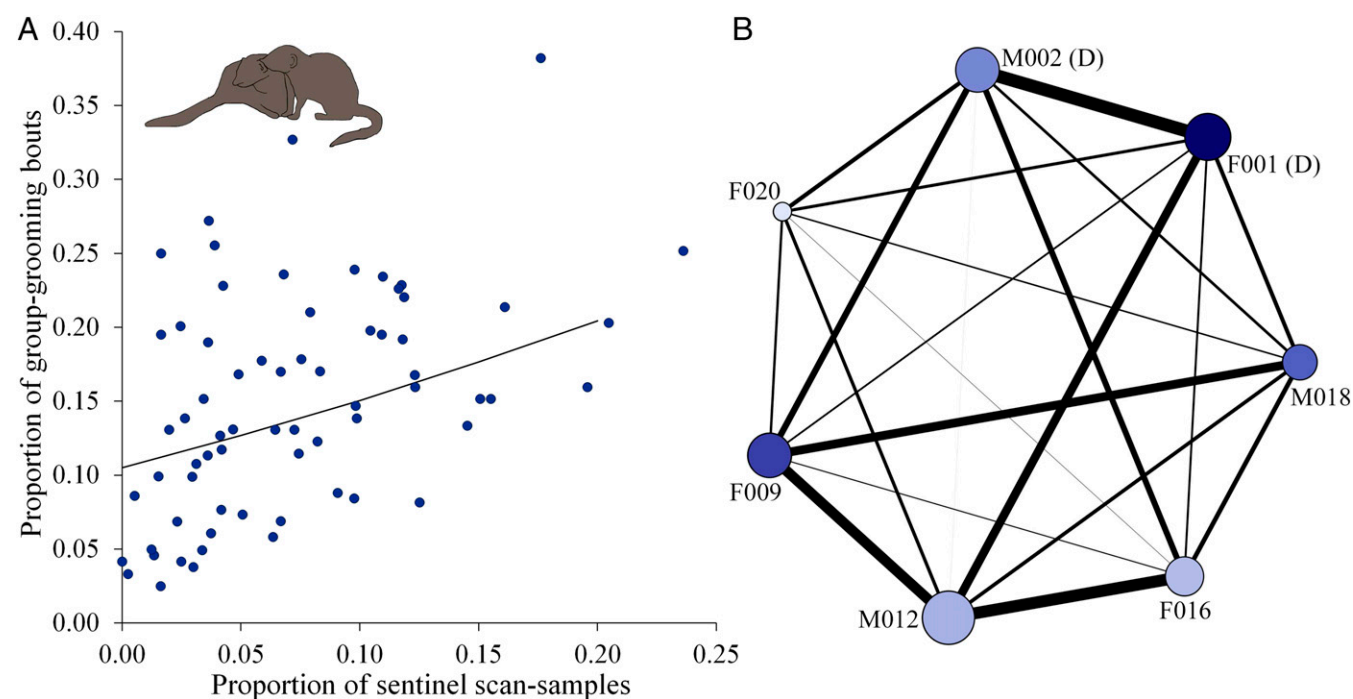 A
0.40
0.35
0.30
0.25
0.20
0.15
0.10
0.05
0.00
Proportion of group-grooming bouts
0.00 0.05 0.10 0.15 0.20 0.25
Proportion of sentinel scan-samples
B
M002 (D)
F001 (D)
F020
M018
F009
F016
M012